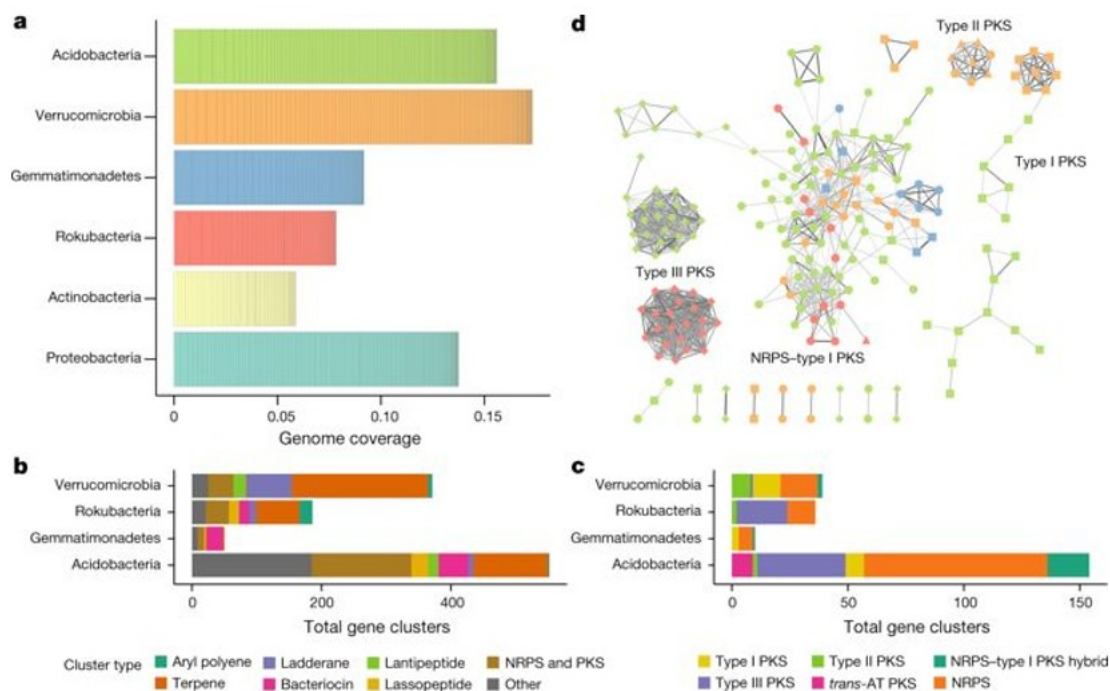 a
Acidobacteria
Verrucomicrobia
Gemmatimonadetes
Rokubacteria
Actinobacteria
Proteobacteria
0 0.05 0.10 0.15
Genome coverage
d
Type II PKS
Type I PKS
Type III PKS
NRPS–type I PKS
b
Verrucomicrobia
Rokubacteria
Gemmatimonadetes
Acidobacteria
0 200 400
Total gene clusters
c
Verrucomicrobia
Rokubacteria
Gemmatimonadetes
Acidobacteria
0 50 100 150
Total gene clusters
Cluster type
Aryl polyene Ladderane Lantipeptide NRPS and PKS
Terpene Bacteriocin Lassopeptide Other
Type I PKS Type II PKS NRPS–type I PKS hybrid
Type III PKS trans-AT PKS NRPS